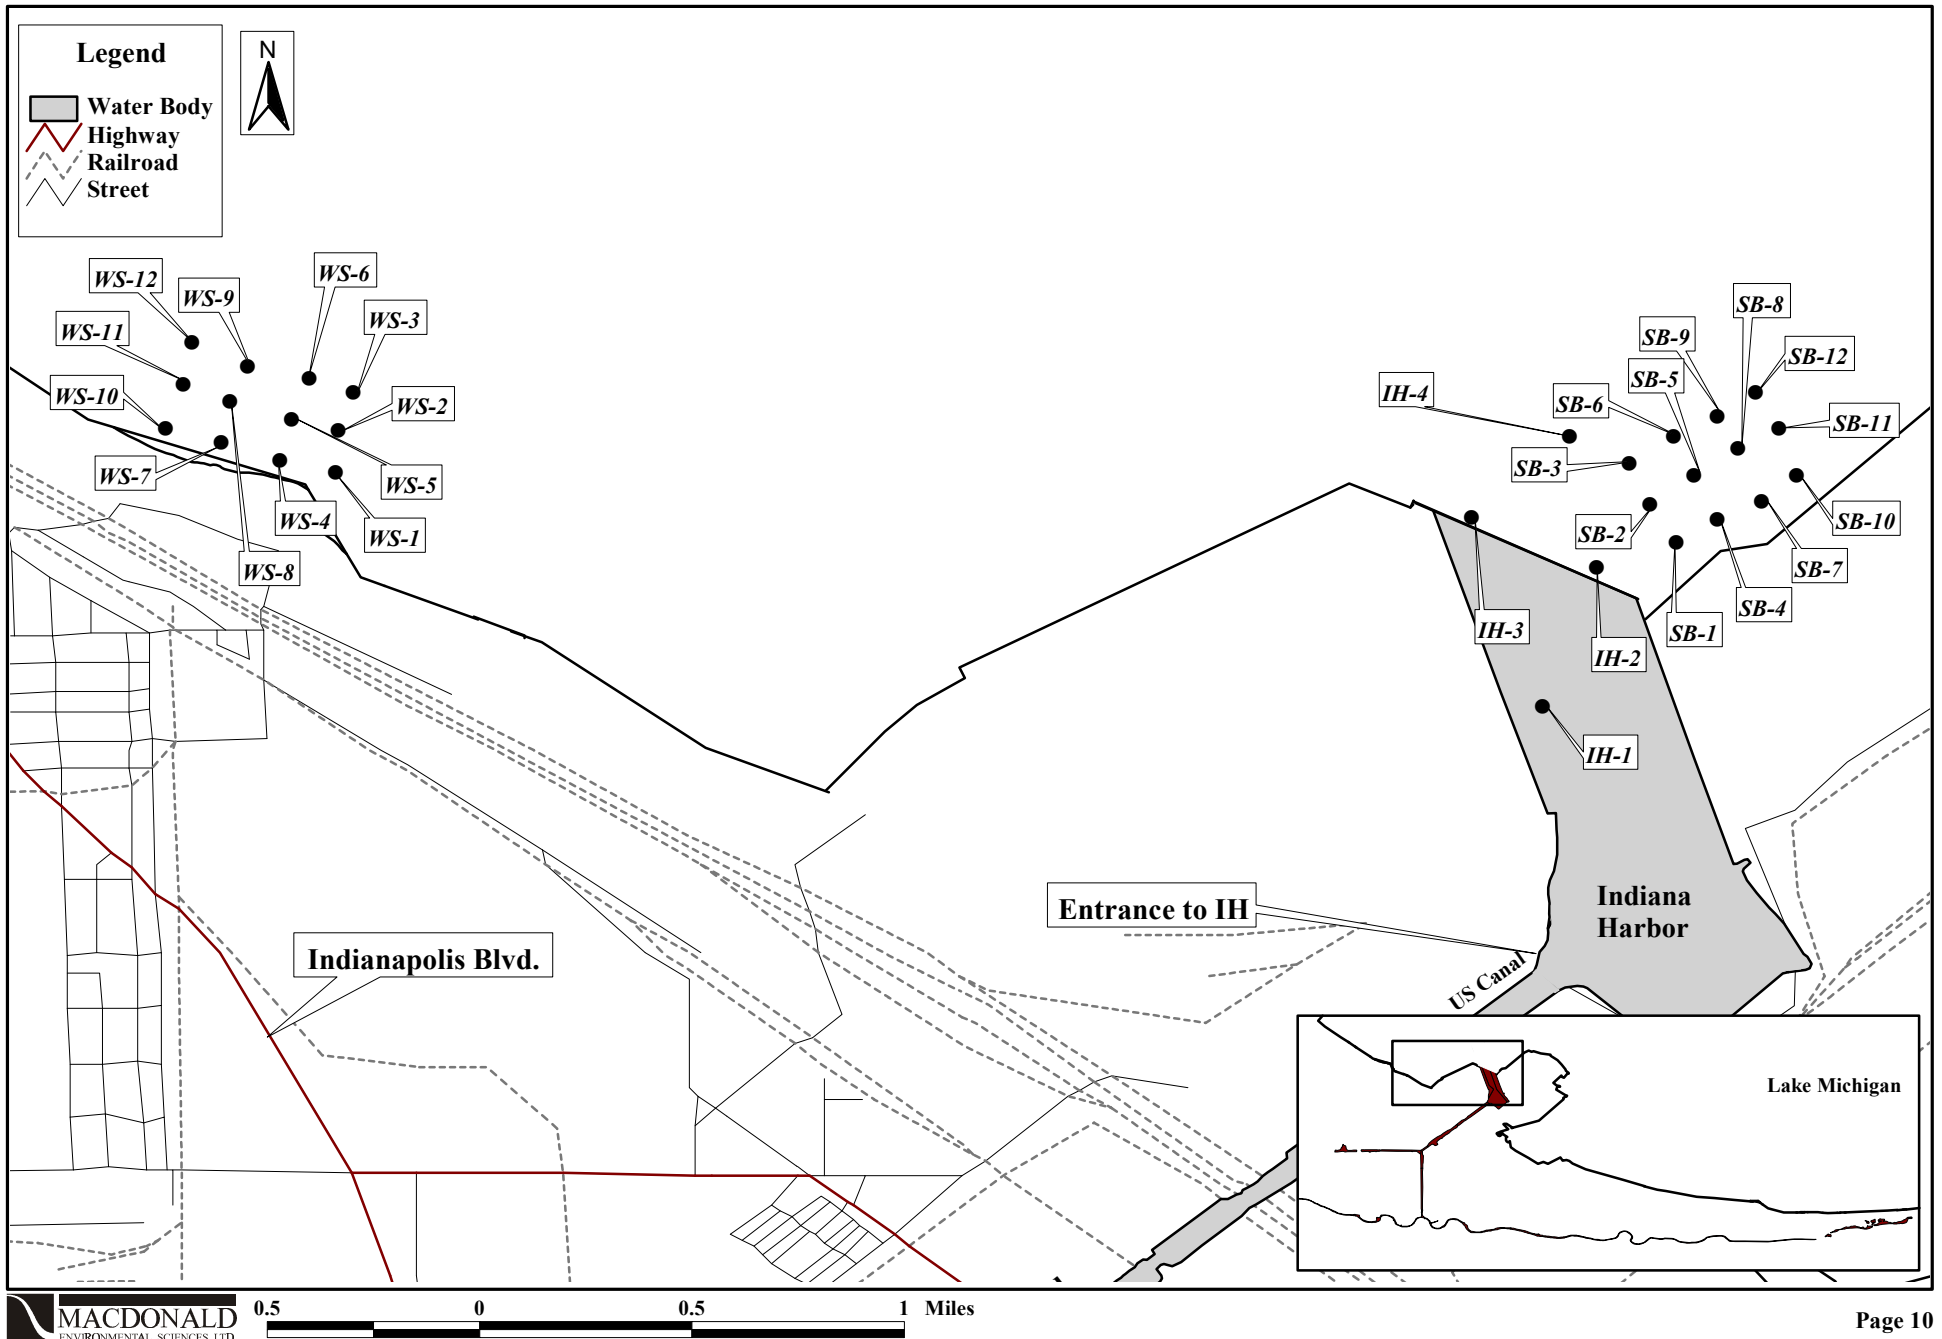 Legend
Water Body
Highway
Railroad
Street
N
WS-12
WS-9
WS-6
WS-3
WS-11
WS-10
WS-2
WS-7
WS-5
WS-4
WS-1
WS-8
SB-8
SB-9
SB-12
SB-5
IH-4
SB-6
SB-11
SB-3
SB-2
SB-10
SB-7
SB-4
SB-1
IH-3
IH-2
IH-1
Entrance to IH
Indiana
Harbor
Indianapolis Blvd.
US Canal
Lake Michigan
MACDONALD
ENVIRONMENTAL SCIENCES LTD
0.5 0 0.5 1 Miles
Page 10